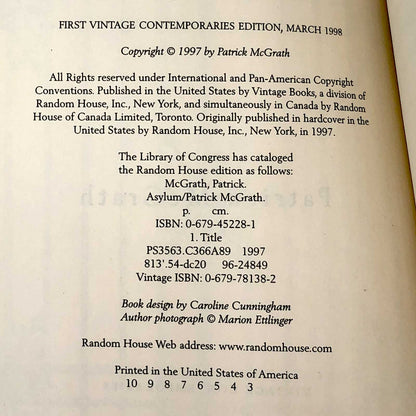 FIRST VINTAGE CONTEMPORARIES EDITION, MARCH 1998
Copyright © 1997 by Patrick McGrath
All Rights reserved under International and Pan-American Copyright
Conventions. Published in the United States by Vintage Books, a division of
Random House, Inc., New York, and simultaneously in Canada by Random
House of Canada Limited, Toronto. Originally published in hardcover in the
United States by Random House, Inc., New York, in 1997.
The Library of Congress has cataloged
the Random House edition as follows:
McGrath, Patrick.
Asylum/Patrick McGrath.
p. cm.
ISBN: 0-679-45228-1
1. Title
PS3563.C366A89 1997
813'.54-dc20 96-24849
Vintage ISBN: 0-679-78138-2
Book design by Caroline Cunningham
Author photograph © Marion Ettlinger
Random House Web address: www.randomhouse.com
Printed in the United States of America
10 9 8 7 6 5 4 3